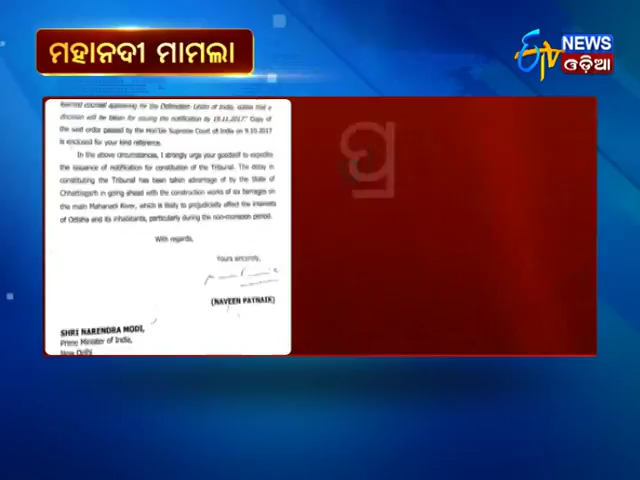 ମହାନଦୀ ମାମଲା
etv NEWS
ଓଡ଼ିଆ
learned counsel appearing for the Defendant Union of India, states that a
decision will be taken for issuing the notification by 19.11.2017." Copy of
the said order passed by the Hon'ble Supreme Court of India on 9.10.2017
is enclosed for your kind reference.
In the above circumstances, I strongly urge your goodself to expedite
the issuance of notification for constitution of the Tribunal. The delay in
constituting the Tribunal has been taken advantage of by the State of
Chhattisgarh in going ahead with the construction works of six barrages on
the main Mahanadi River, which is likely to prejudicially affect the interests
of Odisha and its inhabitants, particularly during the non-monsoon period.
With regards,
Yours sincerely,
(NAVEEN PATNAIK)
SHRI NARENDRA MODI,
Prime Minister of India,
New Delhi